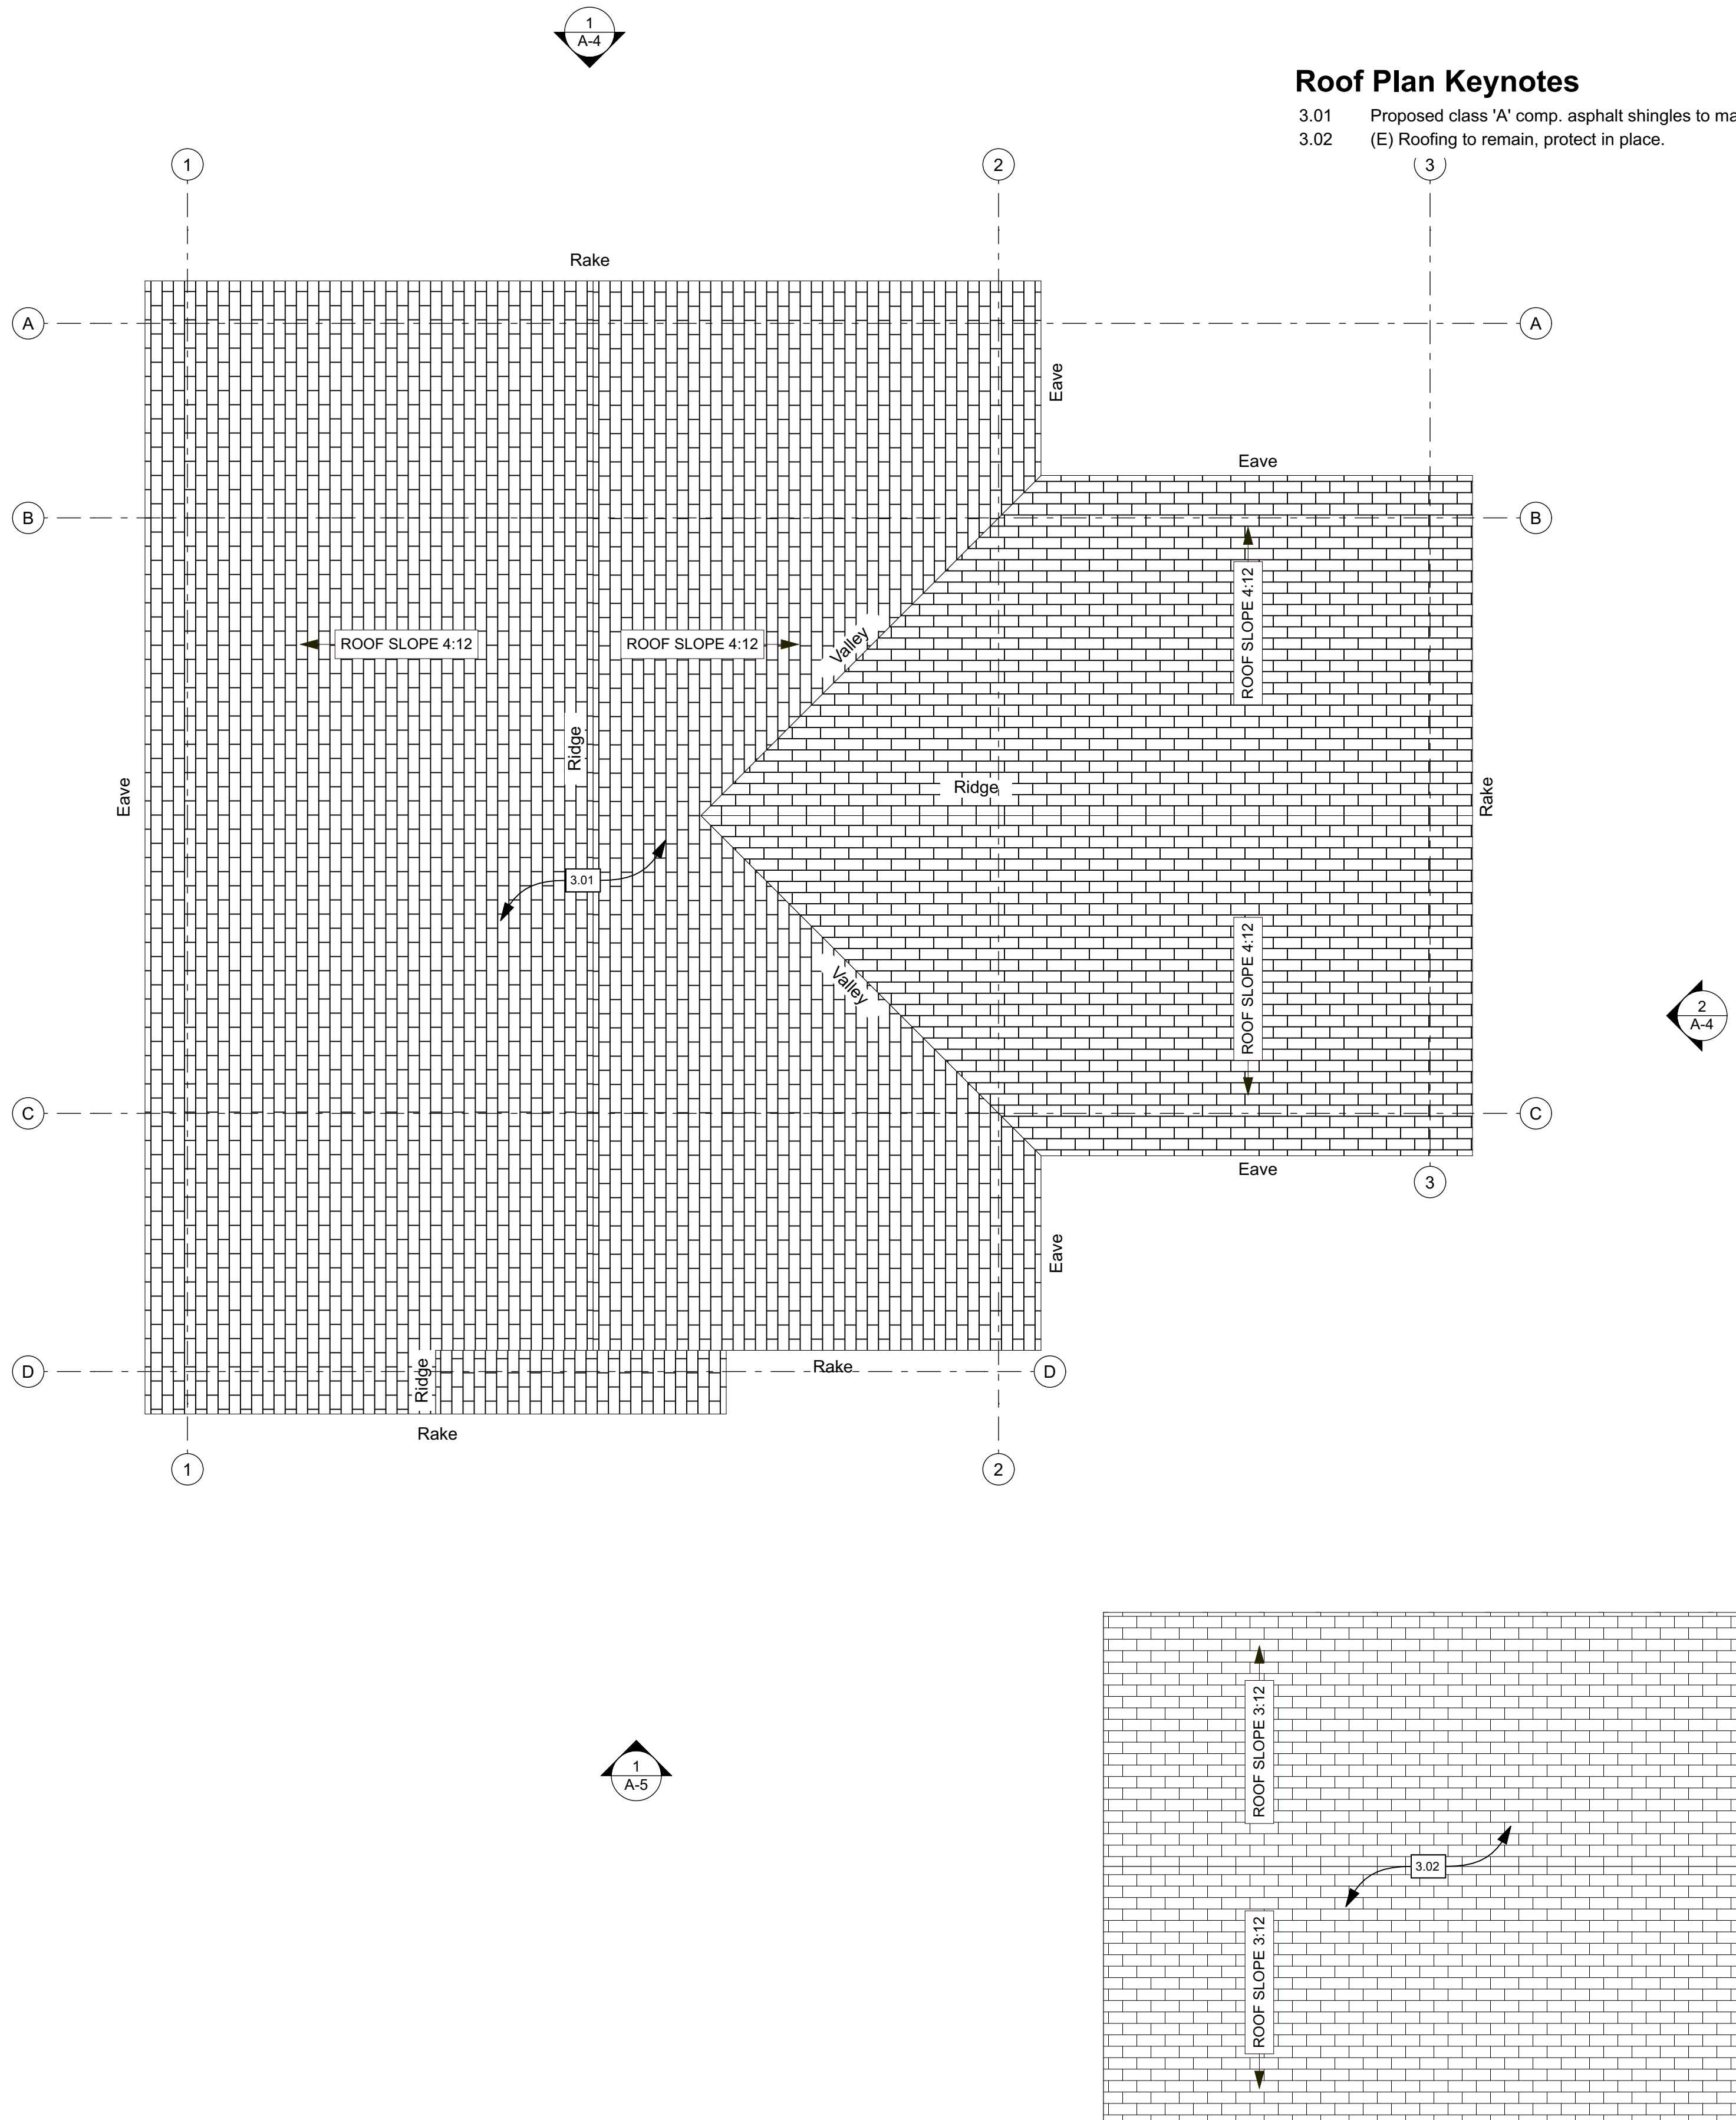 1
A-4
Roof Plan Keynotes
3.01 Proposed class 'A' comp. asphalt shingles to
3.02 (E) Roofing to remain, protect in place.
1
2
3
Rake
A
A
Eave
Eave
B
B
ROOF SLOPE 4:12
ROOF SLOPE 4:12
ROOF SLOPE 4:12
Valley
Ridge
Ridge
Eave
Rake
3.01
ROOF SLOPE 4:12
Valley
2
A-4
C
C
Eave
3
Eave
Ridge
Rake
D
D
Rake
1
2
ROOF SLOPE 3:12
1
A-5
3.02
ROOF SLOPE 3:12